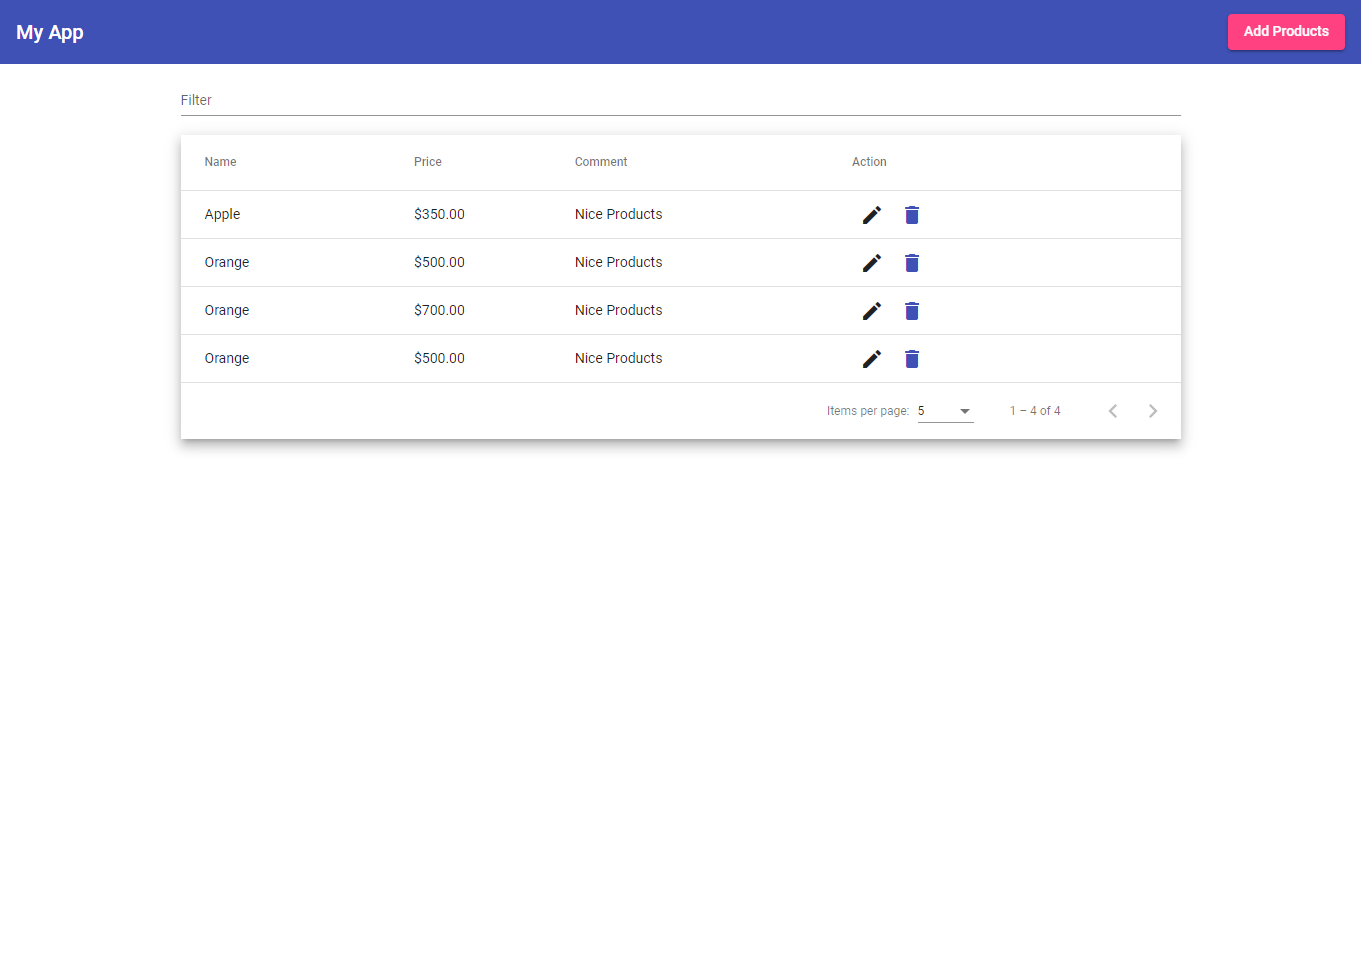 My App
Add Products
Filter
Name Price Comment Action
Apple $350.00 Nice Products
Orange $500.00 Nice Products
Orange $700.00 Nice Products
Orange $500.00 Nice Products
Items per page: 5 1 – 4 of 4